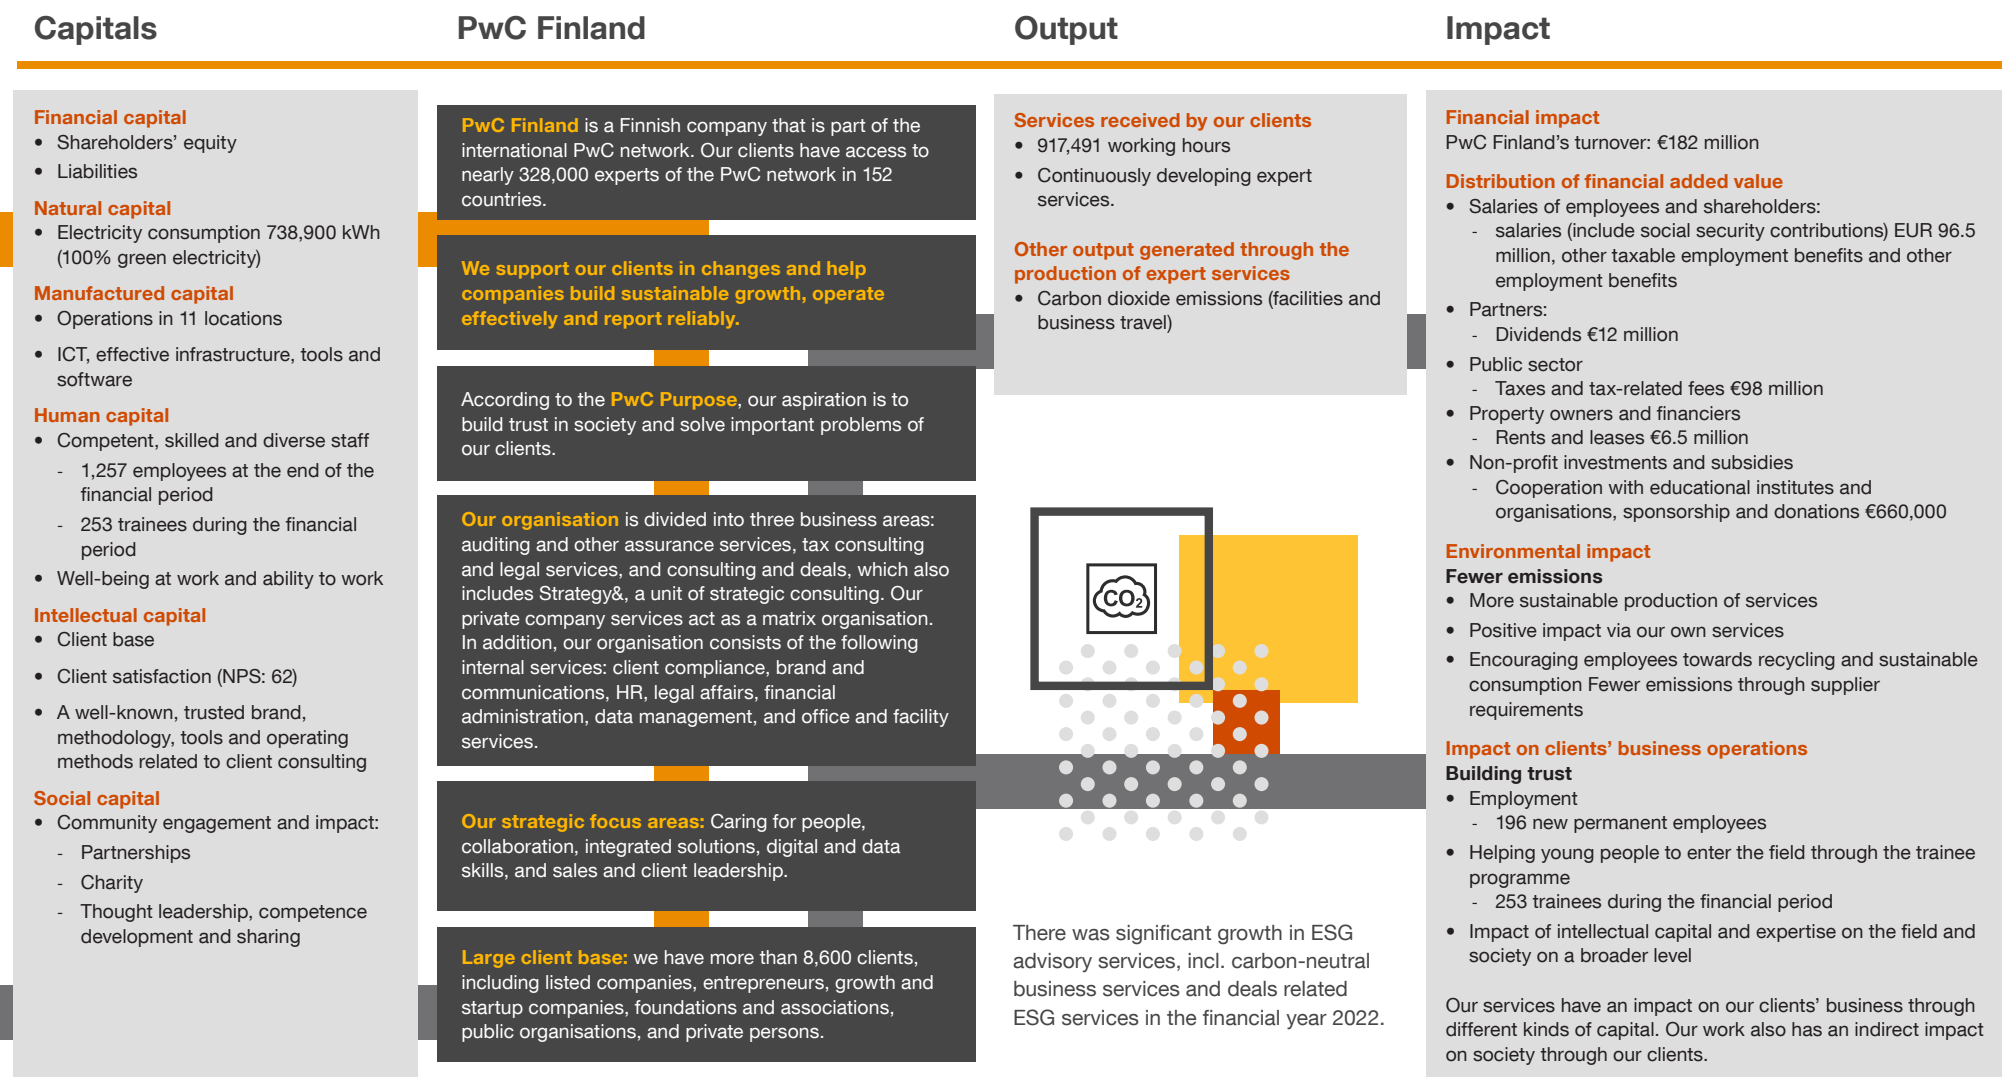 Capitals
Financial capital
• Shareholders' equity
• Liabilities
Natural capital
• Electricity consumption 738,900 kWh
(100% green electricity)
Manufactured capital
• Operations in 11 locations
• ICT, effective infrastructure, tools and
software
Human capital
• Competent, skilled and diverse staff
- 1,257 employees at the end of the
financial period
- 253 trainees during the financial
period
• Well-being at work and ability to work
Intellectual capital
• Client base
• Client satisfaction (NPS: 62)
• A well-known, trusted brand,
methodology, tools and operating
methods related to client consulting
Social capital
• Community engagement and impact:
- Partnerships
- Charity
- Thought leadership, competence
development and sharing
PwC Finland
PwC Finland is a Finnish company that is part of the
international PwC network. Our clients have access to
nearly 328,000 experts of the PwC network in 152
countries.
We support our clients in changes and help
companies build sustainable growth, operate
effectively and report reliably.
According to the PwC Purpose, our aspiration is to
build trust in society and solve important problems of
our clients.
Our organisation is divided into three business areas:
auditing and other assurance services, tax consulting
and legal services, and consulting and deals, which also
includes Strategy&, a unit of strategic consulting. Our
private company services act as a matrix organisation.
In addition, our organisation consists of the following
internal services: client compliance, brand and
communications, HR, legal affairs, financial
administration, data management, and office and facility
services.
Our strategic focus areas: Caring for people,
collaboration, integrated solutions, digital and data
skills, and sales and client leadership.
Large client base: we have more than 8,600 clients,
including listed companies, entrepreneurs, growth and
startup companies, foundations and associations,
public organisations, and private persons.
Output
Services received by our clients
• 917,491 working hours
• Continuously developing expert
services.
Other output generated through the
production of expert services
• Carbon dioxide emissions (facilities and
business travel)
CO₂
There was significant growth in ESG
advisory services, incl. carbon-neutral
business services and deals related
ESG services in the financial year 2022.
Impact
Financial impact
PwC Finland's turnover: €182 million
Distribution of financial added value
• Salaries of employees and shareholders:
- salaries (include social security contributions) EUR 96.5
million, other taxable employment benefits and other
employment benefits
• Partners:
- Dividends €12 million
• Public sector
- Taxes and tax-related fees €98 million
• Property owners and financiers
- Rents and leases €6.5 million
• Non-profit investments and subsidies
- Cooperation with educational institutes and
organisations, sponsorship and donations €660,000
Environmental impact
Fewer emissions
• More sustainable production of services
• Positive impact via our own services
• Encouraging employees towards recycling and sustainable
consumption Fewer emissions through supplier
requirements
Impact on clients' business operations
Building trust
• Employment
- 196 new permanent employees
• Helping young people to enter the field through the trainee
programme
- 253 trainees during the financial period
• Impact of intellectual capital and expertise on the field and
society on a broader level
Our services have an impact on our clients' business through
different kinds of capital. Our work also has an indirect impact
on society through our clients.